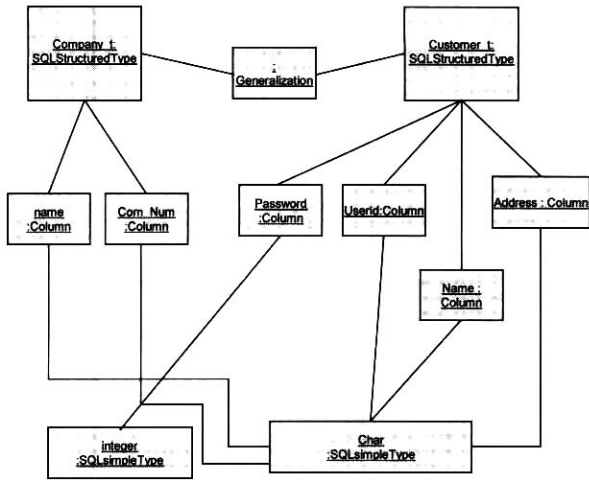 Company_t:
SQLStructuredType
:
Generalization
Customer_t:
SQLStructuredType
name
:Column
Com_Num
:Column
Password
:Column
Userid:Column
Address : Column
Name :
Column
integer
:SQLsimpleType
Char
:SQLsimpleType